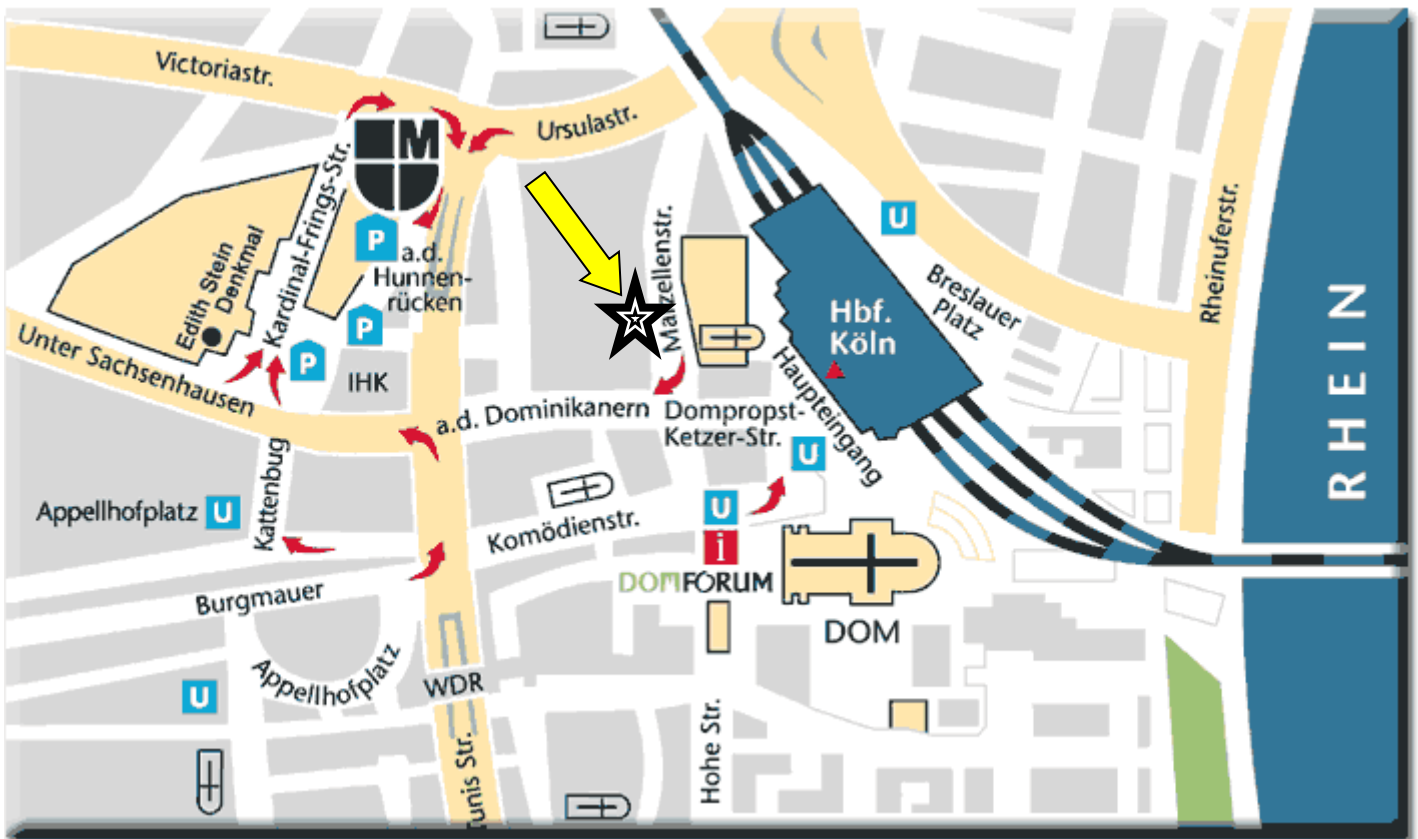 Victoriastr.
Ursulastr.
M
Kardinal-Frings-Str.
P
a.d.
Hunnen-
rücken
Edith Stein
Denkmal
P
P
IHK
Unter Sachsenhausen
Marzellenstr.
U
Breslauer
Platz
Rheinuferstr.
RHEIN
Hbf.
Köln
Haupteingang
a.d. Dominikanern
Dompropst-
Ketzer-Str.
U
Kattenbug
Appellhofplatz U
Komödienstr.
U
i
DOMFORUM
DOM
Burgmauer
Appellhofplatz
U
WDR
Tunis Str.
Hohe Str.